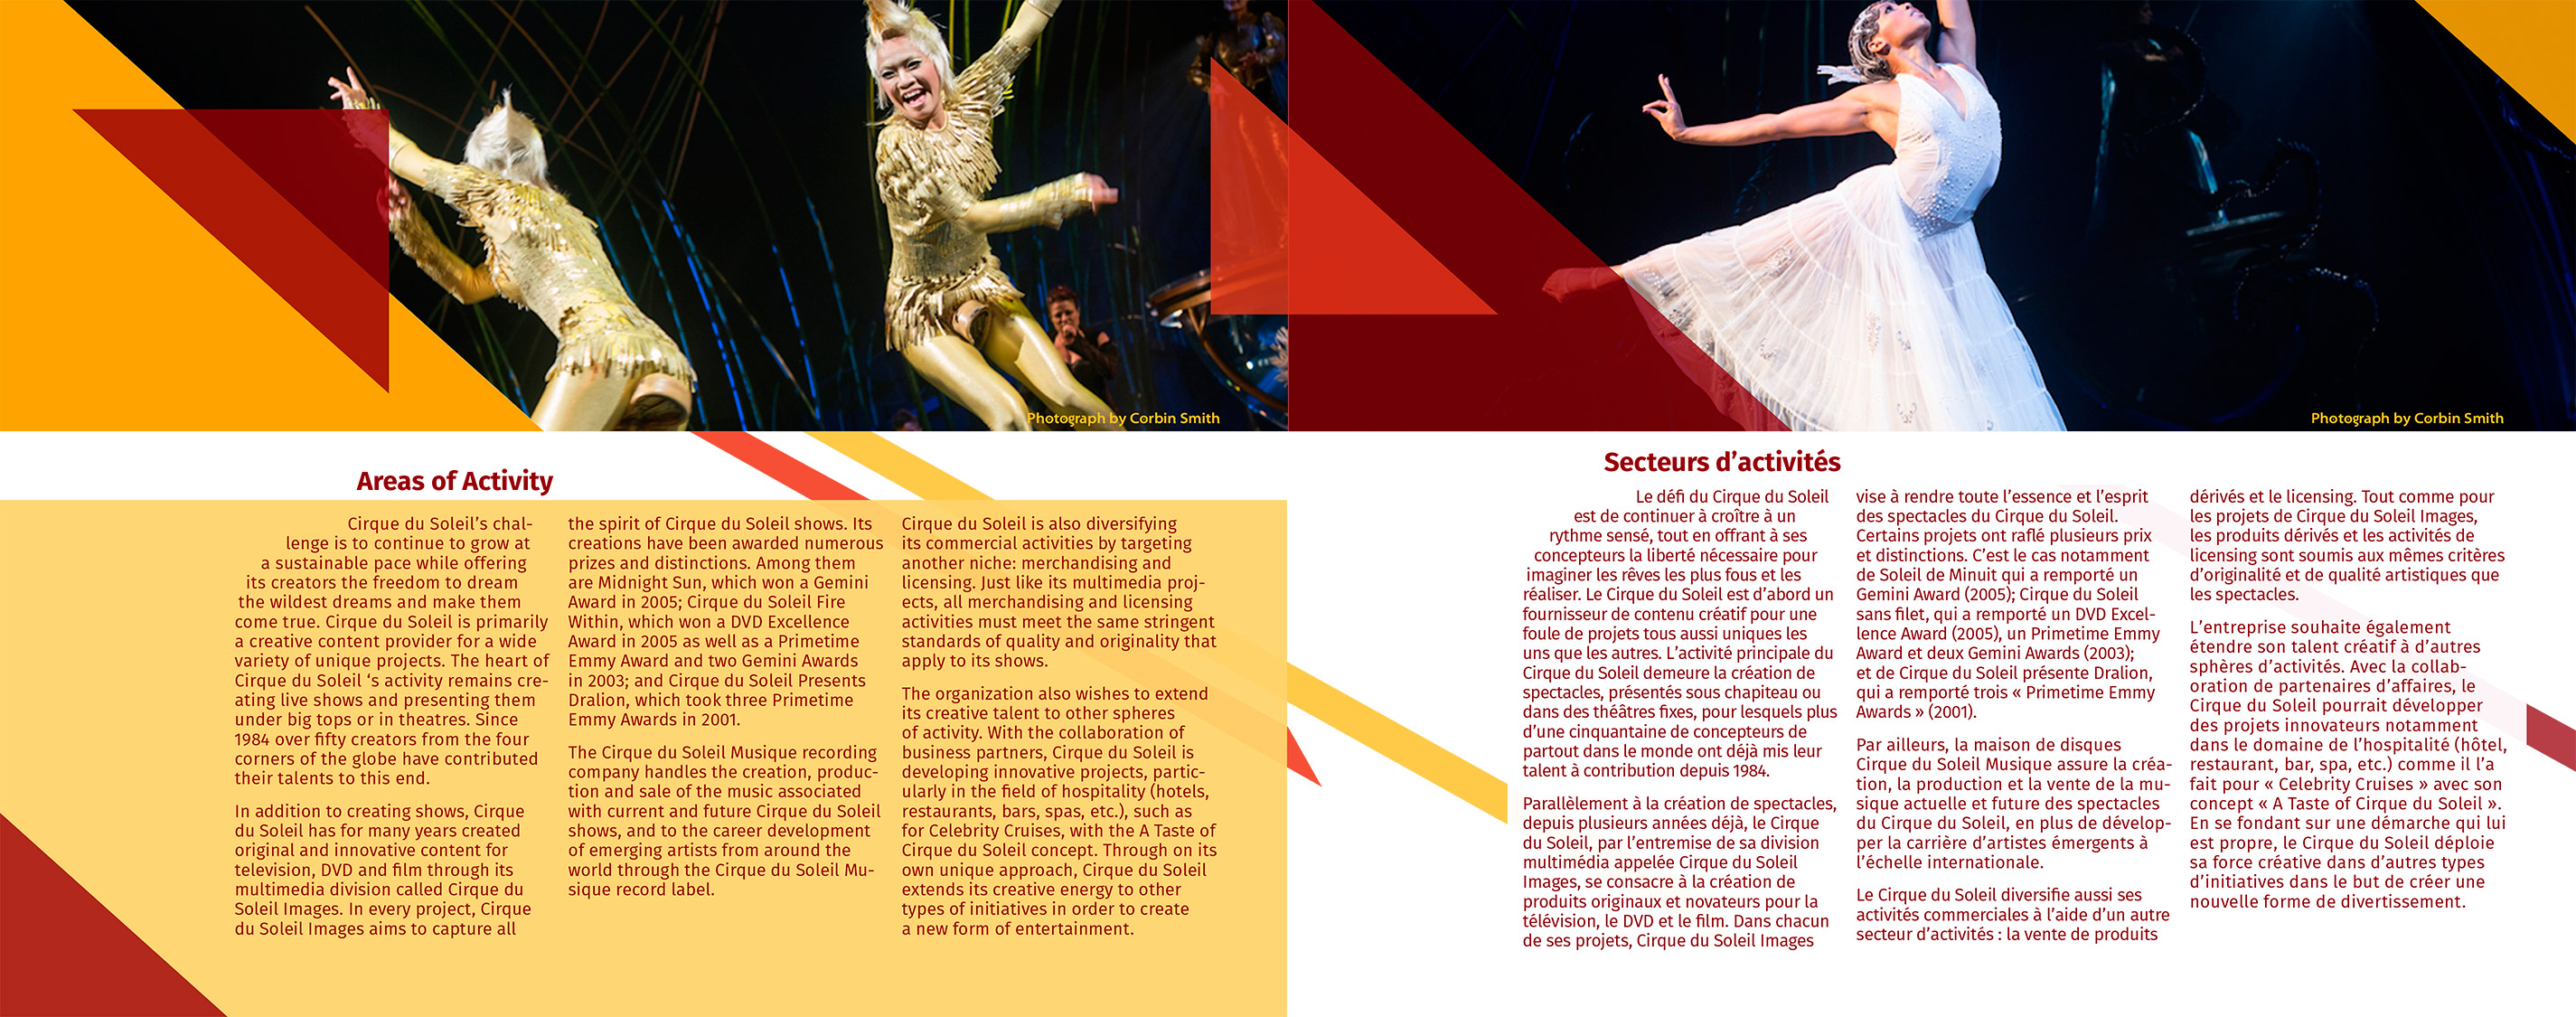 Photograph by Corbin Smith
Areas of Activity
Cirque du Soleil's chal-
lenge is to continue to grow at
a sustainable pace while offering
its creators the freedom to dream
the wildest dreams and make them
come true. Cirque du Soleil is primarily
a creative content provider for a wide
variety of unique projects. The heart of
Cirque du Soleil ‘s activity remains cre-
ating live shows and presenting them
under big tops or in theatres. Since
1984 over fifty creators from the four
corners of the globe have contributed
their talents to this end.
In addition to creating shows, Cirque
du Soleil has for many years created
original and innovative content for
television, DVD and film through its
multimedia division called Cirque du
Soleil Images. In every project, Cirque
du Soleil Images aims to capture all
the spirit of Cirque du Soleil shows. Its
creations have been awarded numerous
prizes and distinctions. Among them
are Midnight Sun, which won a Gemini
Award in 2005; Cirque du Soleil Fire
Within, which won a DVD Excellence
Award in 2005 as well as a Primetime
Emmy Award and two Gemini Awards
in 2003; and Cirque du Soleil Presents
Dralion, which took three Primetime
Emmy Awards in 2001.
The Cirque du Soleil Musique recording
company handles the creation, produc-
tion and sale of the music associated
with current and future Cirque du Soleil
shows, and to the career development
of emerging artists from around the
world through the Cirque du Soleil Mu-
sique record label.
Cirque du Soleil is also diversifying
its commercial activities by targeting
another niche: merchandising and
licensing. Just like its multimedia proj-
ects, all merchandising and licensing
activities must meet the same stringent
standards of quality and originality that
apply to its shows.
The organization also wishes to extend
its creative talent to other spheres
of activity. With the collaboration of
business partners, Cirque du Soleil is
developing innovative projects, partic-
ularly in the field of hospitality (hotels,
restaurants, bars, spas, etc.), such as
for Celebrity Cruises, with the A Taste of
Cirque du Soleil concept. Through on its
own unique approach, Cirque du Soleil
extends its creative energy to other
types of initiatives in order to create
a new form of entertainment.
Photograph by Corbin Smith
Secteurs d’activités
Le défi du Cirque du Soleil
est de continuer à croître à un
rythme sensé, tout en offrant à ses
concepteurs la liberté nécessaire pour
imaginer les rêves les plus fous et les
réaliser. Le Cirque du Soleil est d’abord un
fournisseur de contenu créatif pour une
foule de projets tous aussi uniques les
uns que les autres. L’activité principale du
Cirque du Soleil demeure la création de
spectacles, présentés sous chapiteau ou
dans des théâtres fixes, pour lesquels plus
d’une cinquantaine de concepteurs de
partout dans le monde ont déjà mis leur
talent à contribution depuis 1984.
Parallèlement à la création de spectacles,
depuis plusieurs années déjà, le Cirque
du Soleil, par l’entremise de sa division
multimédia appelée Cirque du Soleil
Images, se consacre à la création de
produits originaux et novateurs pour la
télévision, le DVD et le film. Dans chacun
de ses projets, Cirque du Soleil Images
vise à rendre toute l’essence et l’esprit
des spectacles du Cirque du Soleil.
Certains projets ont raflé plusieurs prix
et distinctions. C’est le cas notamment
de Soleil de Minuit qui a remporté un
Gemini Award (2005); Cirque du Soleil
sans filet, qui a remporté un DVD Excel-
lence Award (2005), un Primetime Emmy
Award et deux Gemini Awards (2003);
et de Cirque du Soleil présente Dralion,
qui a remporté trois « Primetime Emmy
Awards » (2001).
Par ailleurs, la maison de disques
Cirque du Soleil Musique assure la créa-
tion, la production et la vente de la mu-
sique actuelle et future des spectacles
du Cirque du Soleil, en plus de dévelop-
per la carrière d’artistes émergents à
l’échelle internationale.
Le Cirque du Soleil diversifie aussi ses
activités commerciales à l’aide d’un autre
secteur d’activités : la vente de produits
dérivés et le licensing. Tout comme pour
les projets de Cirque du Soleil Images,
les produits dérivés et les activités de
licensing sont soumis aux mêmes critères
d’originalité et de qualité artistiques que
les spectacles.
L’entreprise souhaite également
étendre son talent créatif à d’autres
sphères d’activités. Avec la collab-
oration de partenaires d’affaires, le
Cirque du Soleil pourrait développer
des projets innovateurs notamment
dans le domaine de l’hospitalité (hôtel,
restaurant, bar, spa, etc.) comme il l’a
fait pour « Celebrity Cruises » avec son
concept « A Taste of Cirque du Soleil ».
En se fondant sur une démarche qui lui
est propre, le Cirque du Soleil déploie
sa force créative dans d’autres types
d’initiatives dans le but de créer une
nouvelle forme de divertissement.